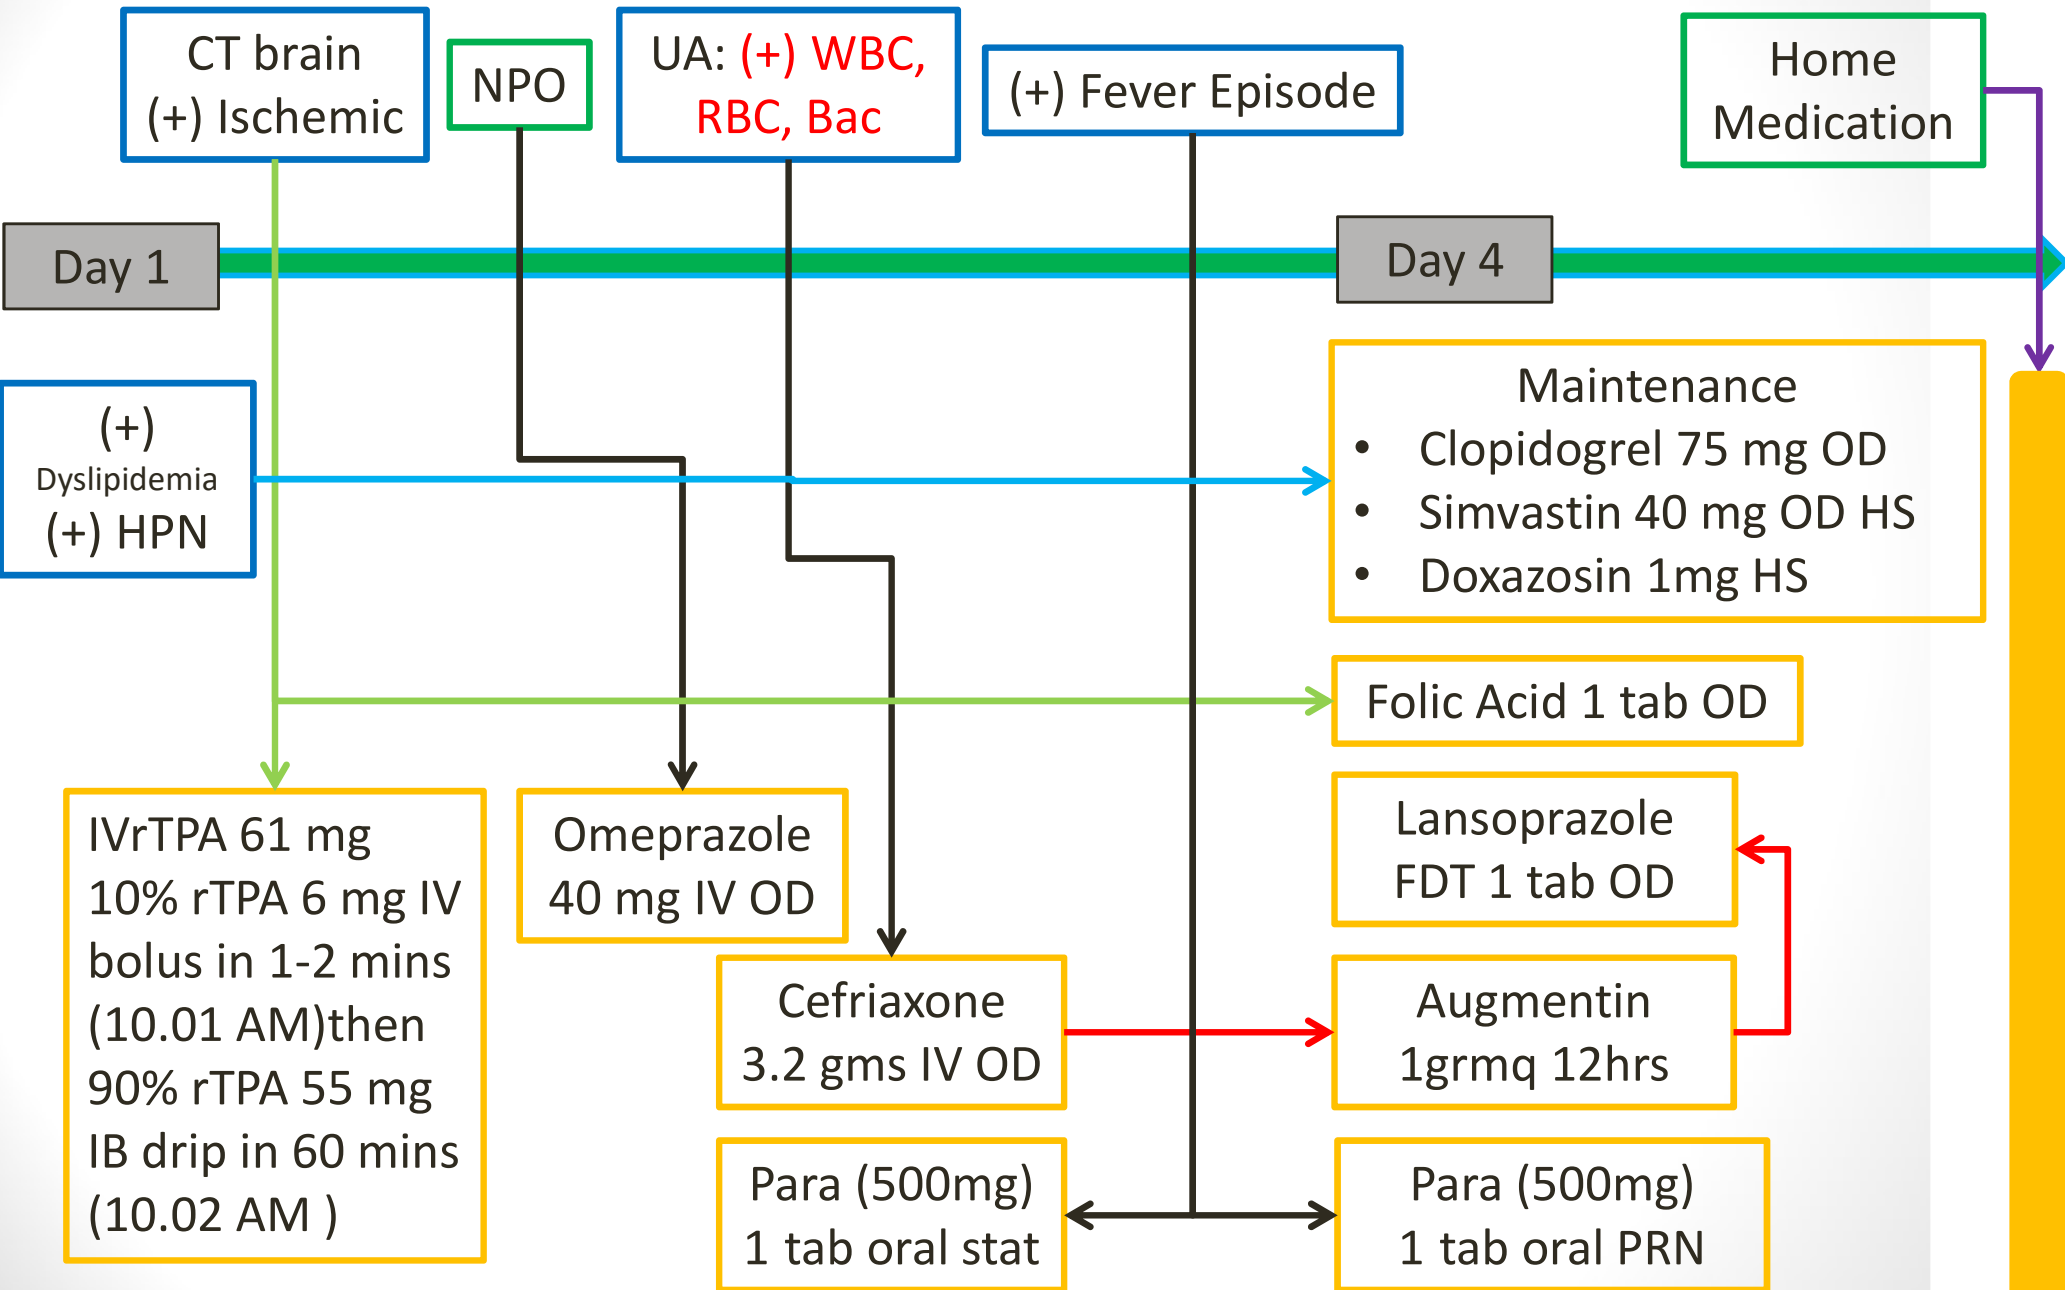 CT brain
(+) Ischemic
NPO
UA: (+) WBC,
RBC, Bac
(+) Fever Episode
Home
Medication
Day 1
Day 4
(+)
Dyslipidemia
(+) HPN
Maintenance
• Clopidogrel 75 mg OD
• Simvastin 40 mg OD HS
• Doxazosin 1mg HS
Folic Acid 1 tab OD
IVrTPA 61 mg
10% rTPA 6 mg IV
bolus in 1-2 mins
(10.01 AM)then
90% rTPA 55 mg
IB drip in 60 mins
(10.02 AM )
Omeprazole
40 mg IV OD
Lansoprazole
FDT 1 tab OD
Cefriaxone
3.2 gms IV OD
Augmentin
1grmq 12hrs
Para (500mg)
1 tab oral stat
Para (500mg)
1 tab oral PRN